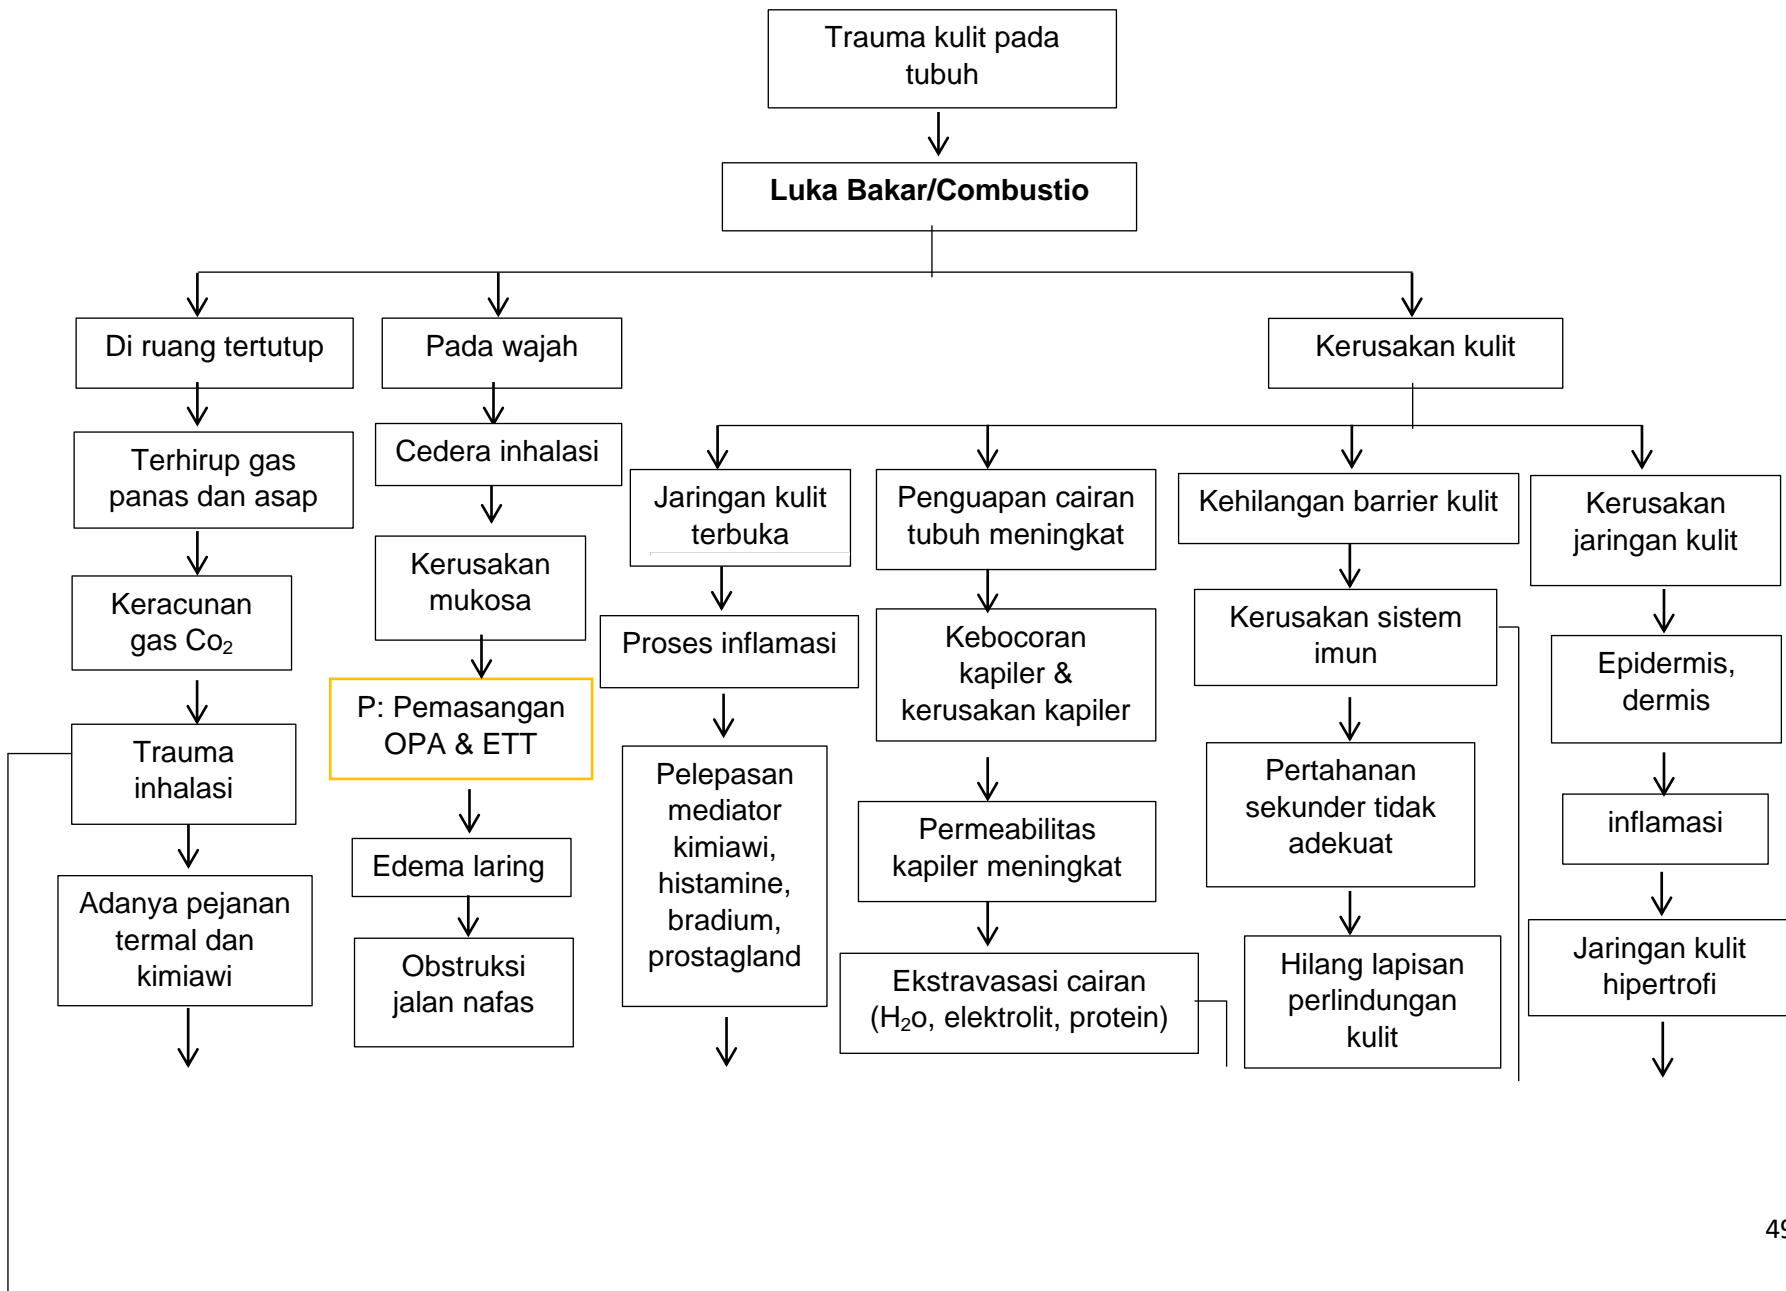 Trauma kulit pada
tubuh
Luka Bakar/Combustio
Di ruang tertutup
Pada wajah
Kerusakan kulit
Terhirup gas
panas dan asap
Cedera inhalasi
Jaringan kulit
terbuka
Penguapan cairan
tubuh meningkat
Kehilangan barrier kulit
Kerusakan
jaringan kulit
Keracunan
gas Co₂
Kerusakan
mukosa
Proses inflamasi
Kebocoran
kapiler &
kerusakan kapiler
Kerusakan sistem
imun
Epidermis,
dermis
Trauma
inhalasi
P: Pemasangan
OPA & ETT
Pelepasan
mediator
kimiawi,
histamine,
bradium,
prostagland
Permeabilitas
kapiler meningkat
Pertahanan
sekunder tidak
adekuat
inflamasi
Adanya pejanan
termal dan
kimiawi
Edema laring
Obstruksi
jalan nafas
Ekstravasasi cairan
(H₂o, elektrolit, protein)
Hilang lapisan
perlindungan
kulit
Jaringan kulit
hipertrofi
49